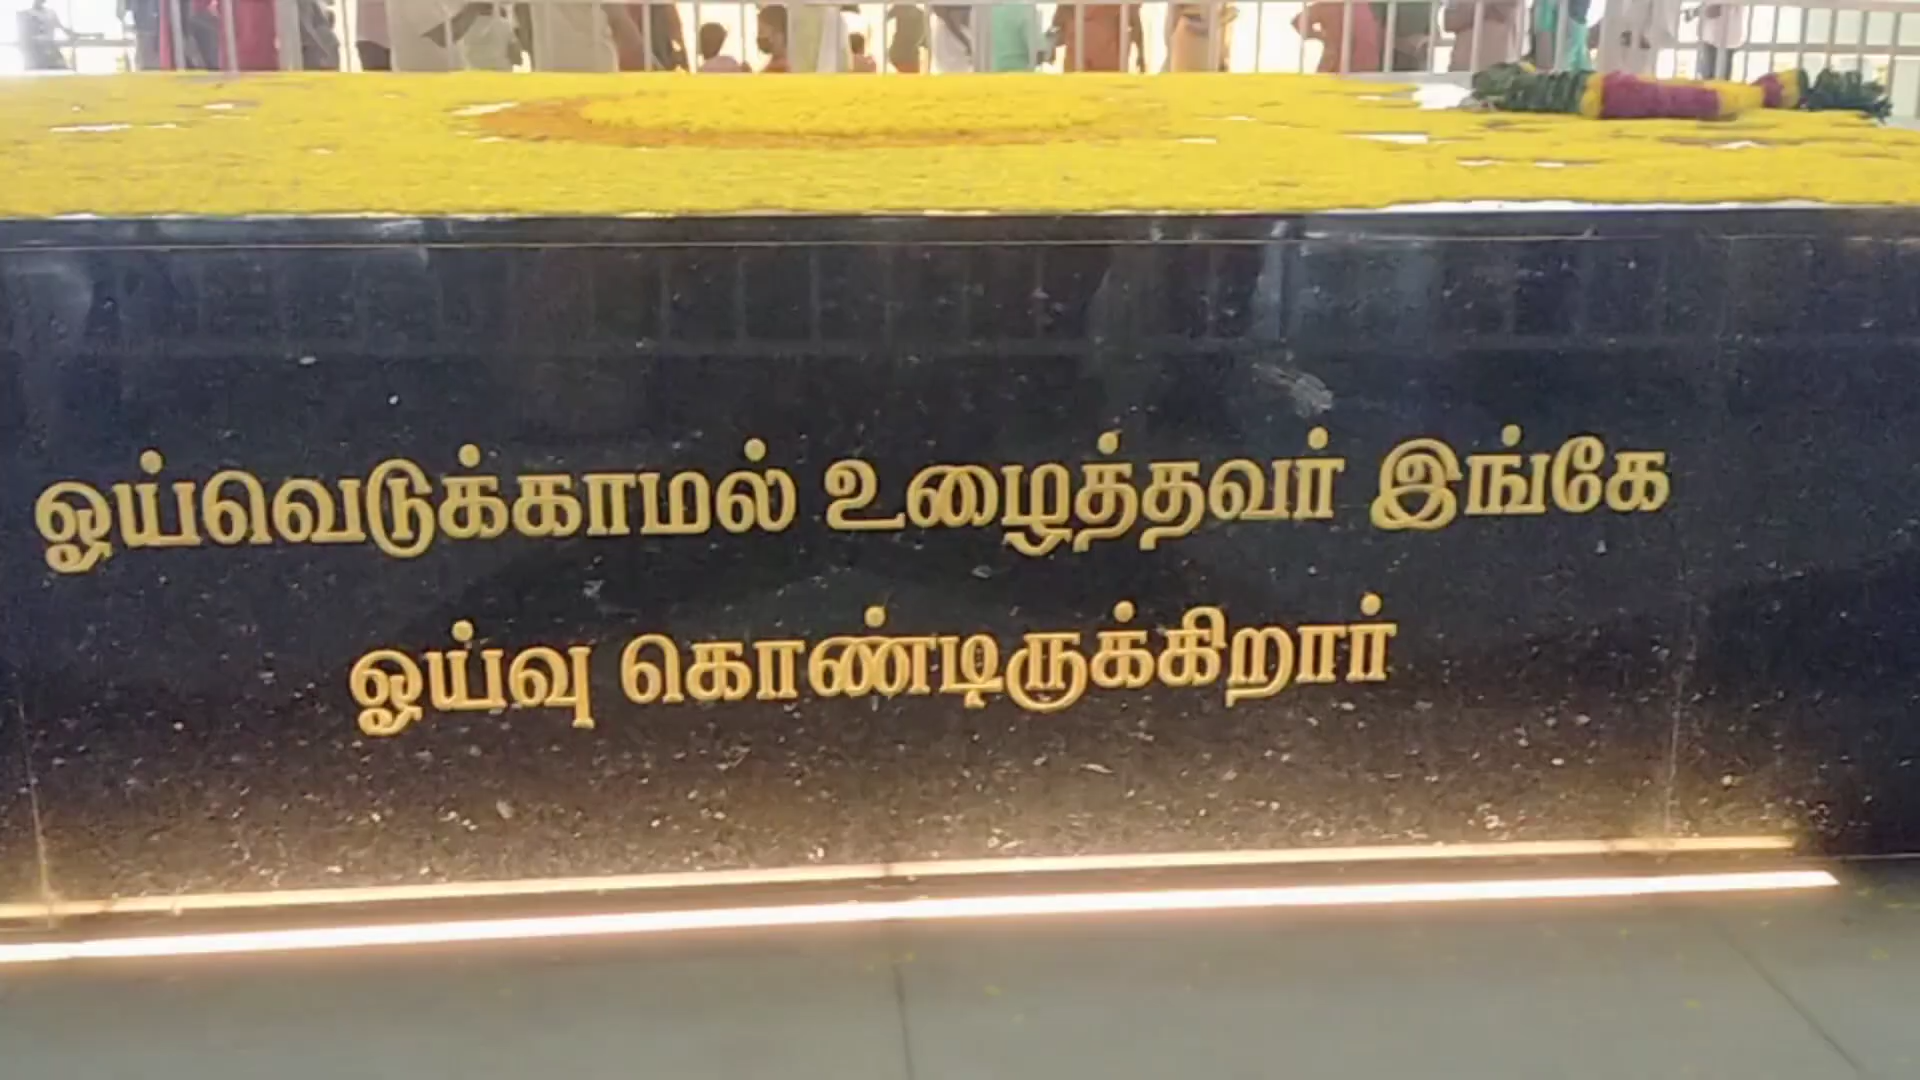 ஓய்வெடுக்காமல் உழைத்தவர் இங்கே
ஓய்வு கொண்டிருக்கிறார்